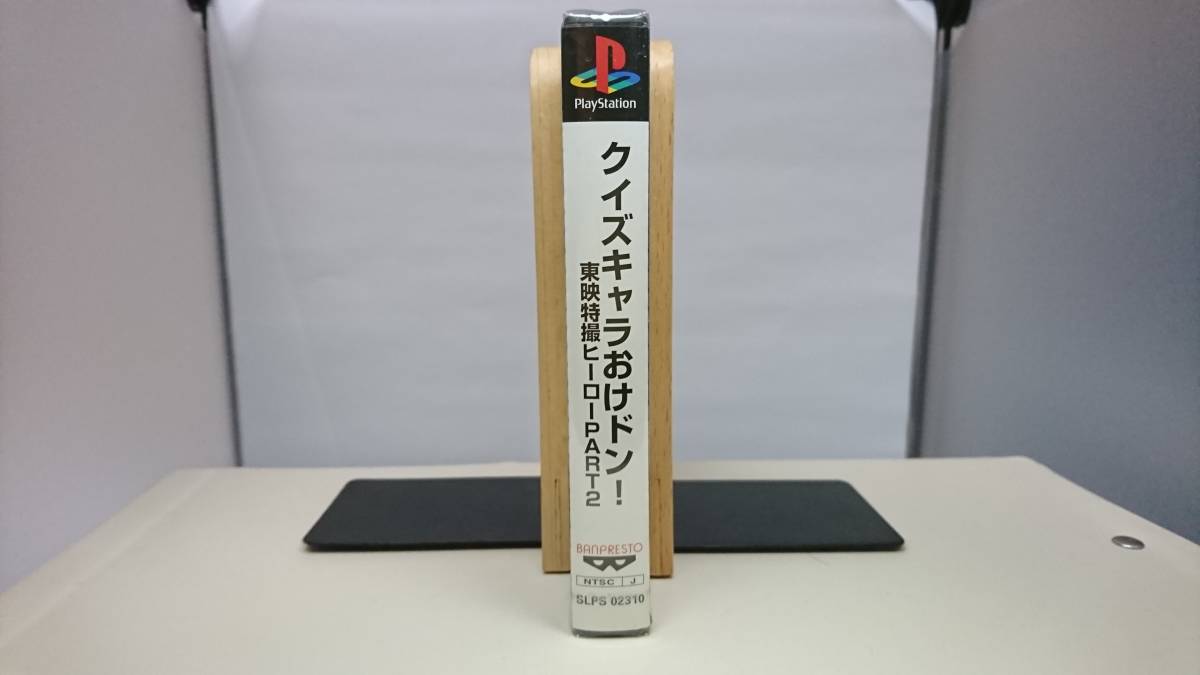 PlayStation
クイズキャラおけドン!
東映特撮ヒーローPART2
BANPRESTO
NTSC J
SLPS 02310